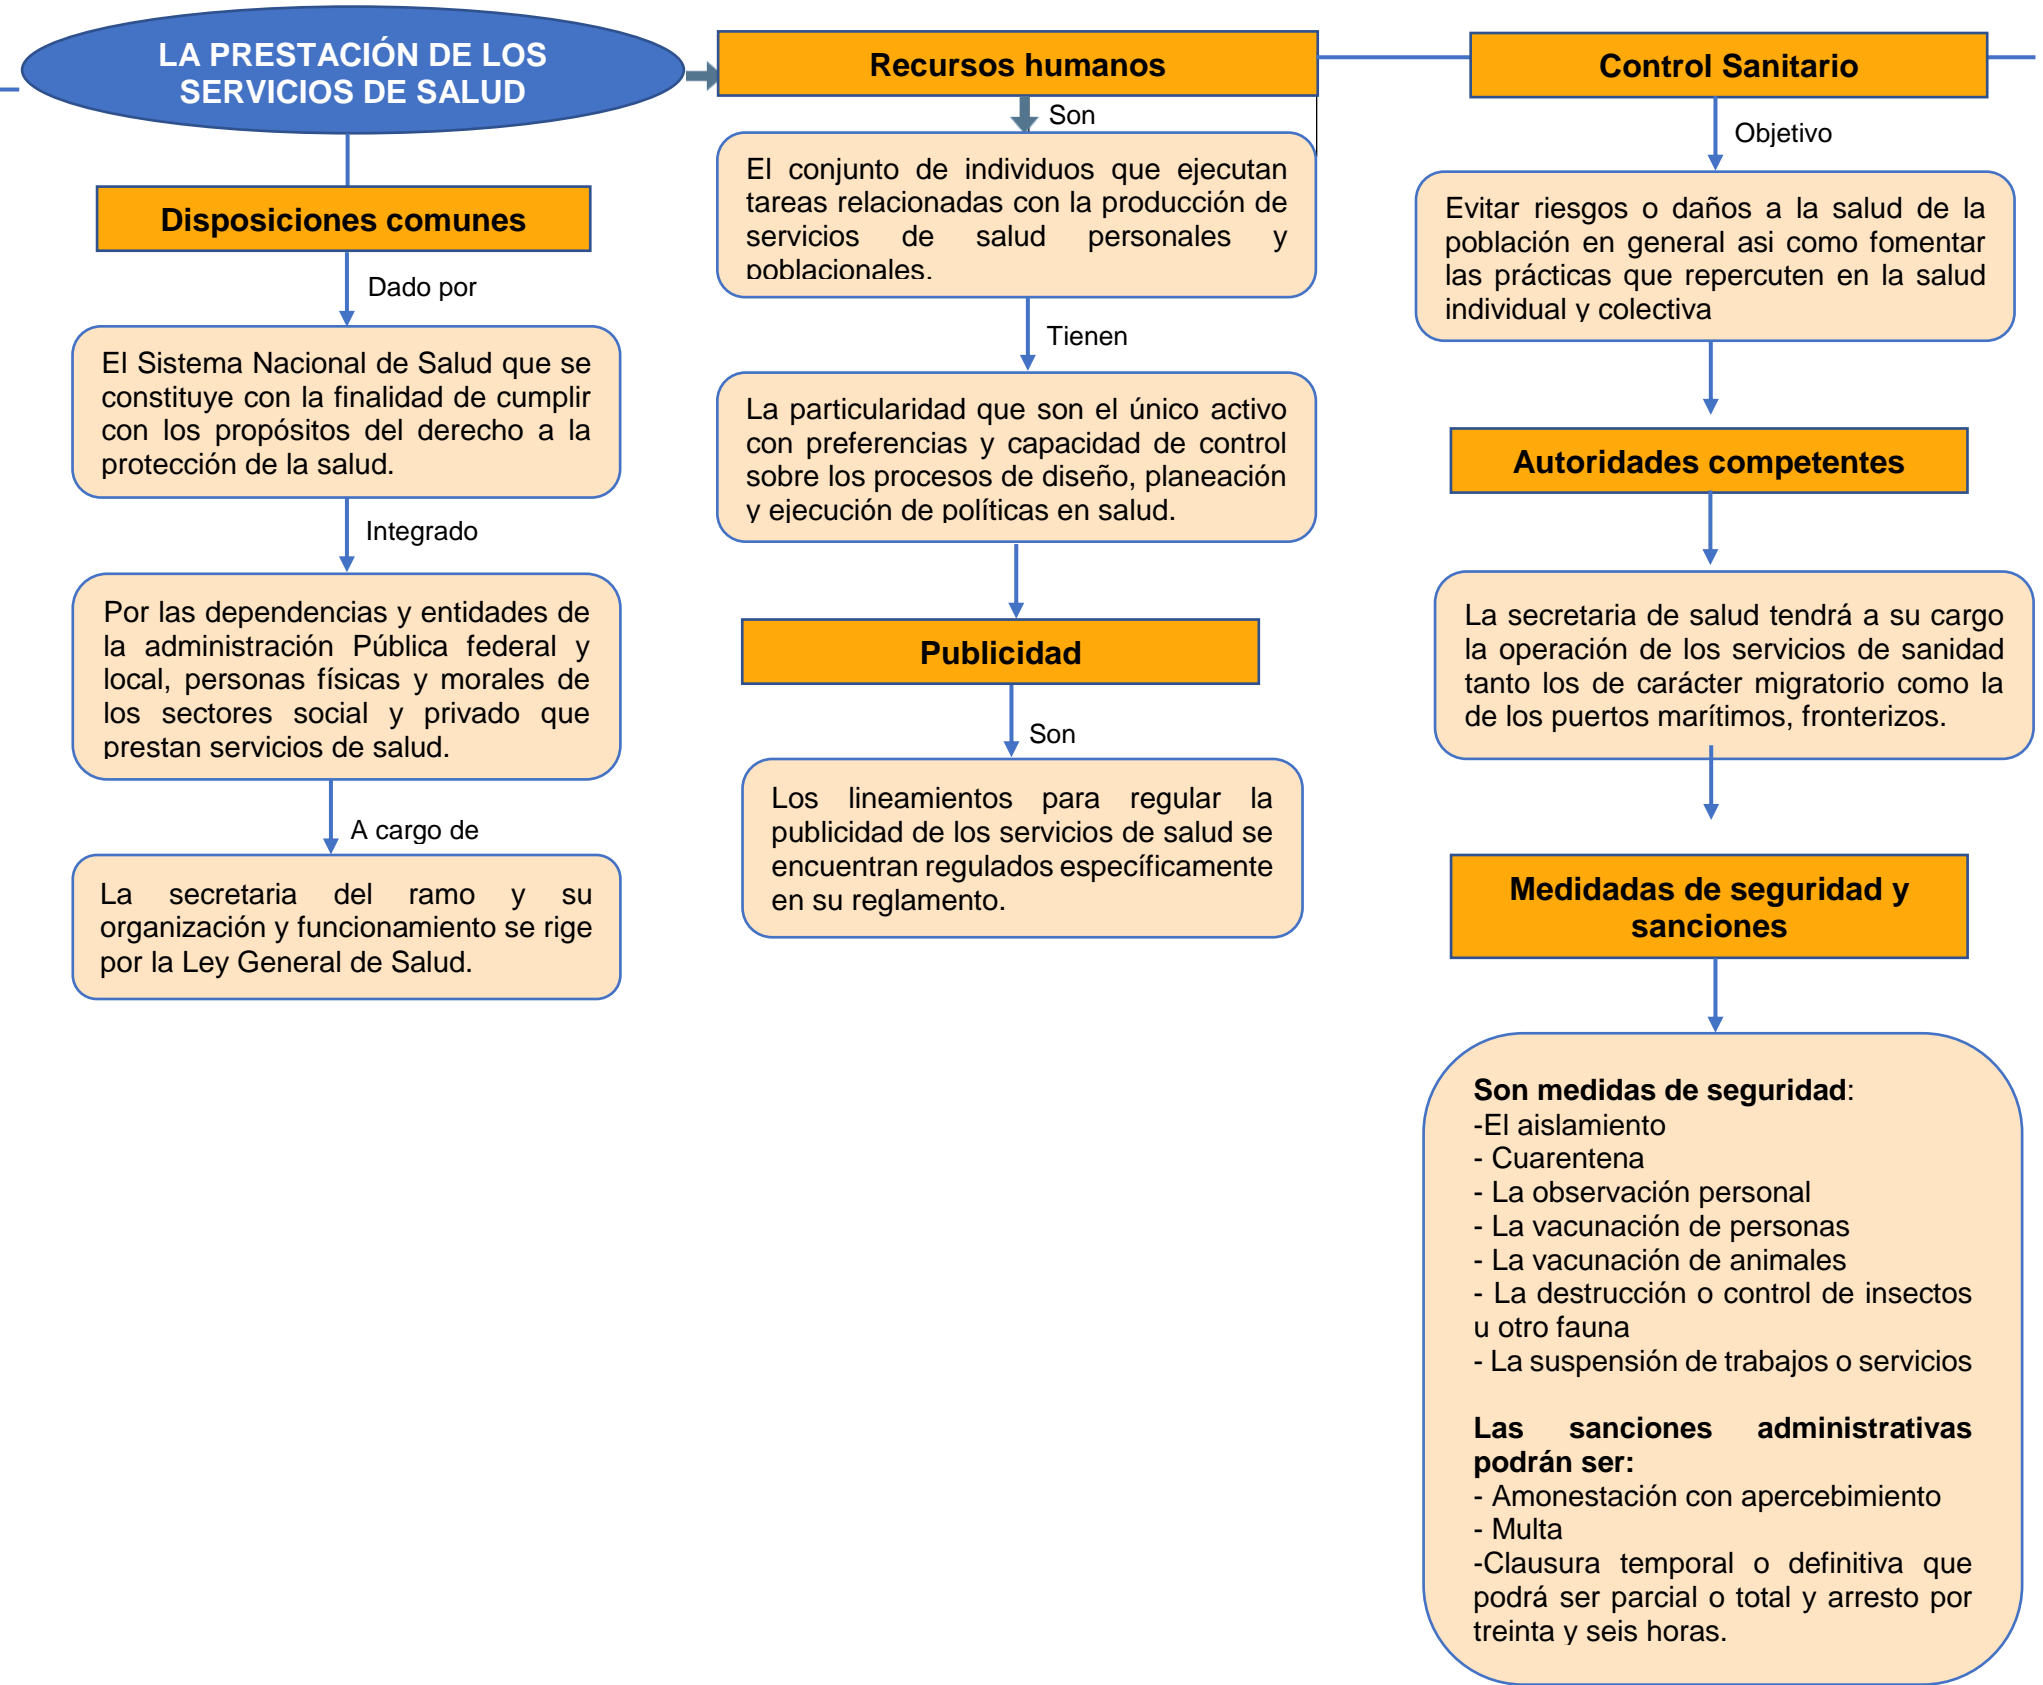 LA PRESTACIÓN DE LOS
SERVICIOS DE SALUD
Disposiciones comunes
Dado por
El Sistema Nacional de Salud que se
constituye con la finalidad de cumplir
con los propósitos del derecho a la
protección de la salud.
Integrado
Por las dependencias y entidades de
la administración Pública federal y
local, personas físicas y morales de
los sectores social y privado que
prestan servicios de salud.
A cargo de
La secretaria del ramo y su
organización y funcionamiento se rige
por la Ley General de Salud.
Recursos humanos
Son
El conjunto de individuos que ejecutan
tareas relacionadas con la producción de
servicios de salud personales y
poblacionales.
Tienen
La particularidad que son el único activo
con preferencias y capacidad de control
sobre los procesos de diseño, planeación
y ejecución de políticas en salud.
Publicidad
Son
Los lineamientos para regular la
publicidad de los servicios de salud se
encuentran regulados específicamente
en su reglamento.
Control Sanitario
Objetivo
Evitar riesgos o daños a la salud de la
población en general asi como fomentar
las prácticas que repercuten en la salud
individual y colectiva
Autoridades competentes
La secretaria de salud tendrá a su cargo
la operación de los servicios de sanidad
tanto los de carácter migratorio como la
de los puertos marítimos, fronterizos.
Medidadas de seguridad y
sanciones
Son medidas de seguridad:
-El aislamiento
- Cuarentena
- La observación personal
- La vacunación de personas
- La vacunación de animales
- La destrucción o control de insectos
u otro fauna
- La suspensión de trabajos o servicios
Las sanciones administrativas
podrán ser:
- Amonestación con apercebimiento
- Multa
-Clausura temporal o definitiva que
podrá ser parcial o total y arresto por
treinta y seis horas.